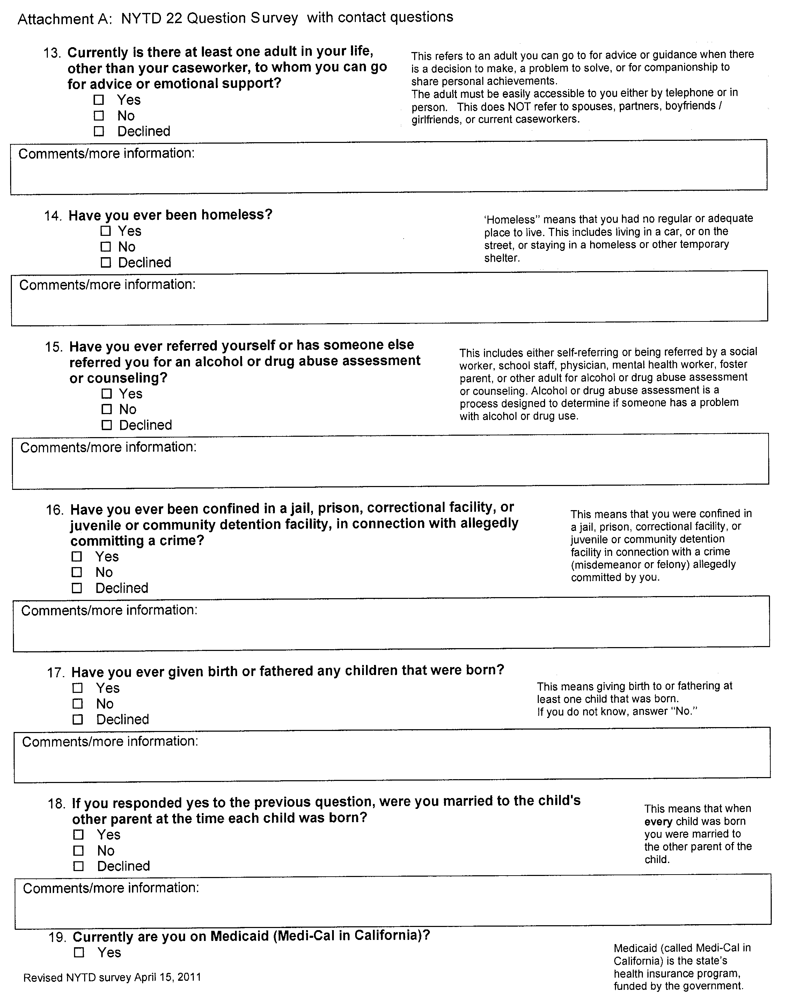 Attachment A: NYTD 22 Question Survey with contact questions
13. Currently is there at least one adult in your life,
other than your caseworker, to whom you can go
for advice or emotional support?
☐ Yes
☐ No
☐ Declined
This refers to an adult you can go to for advice or guidance when there
is a decision to make, a problem to solve, or for companionship to
share personal achievements.
The adult must be easily accessible to you either by telephone or in
person. This does NOT refer to spouses, partners, boyfriends /
girlfriends, or current caseworkers.
Comments/more information:
14. Have you ever been homeless?
☐ Yes
☐ No
☐ Declined
'Homeless" means that you had no regular or adequate
place to live. This includes living in a car, or on the
street, or staying in a homeless or other temporary
shelter.
Comments/more information:
15. Have you ever referred yourself or has someone else
referred you for an alcohol or drug abuse assessment
or counseling?
☐ Yes
☐ No
☐ Declined
This includes either self-referring or being referred by a social
worker, school staff, physician, mental health worker, foster
parent, or other adult for alcohol or drug abuse assessment
or counseling. Alcohol or drug abuse assessment is a
process designed to determine if someone has a problem
with alcohol or drug use.
Comments/more information:
16. Have you ever been confined in a jail, prison, correctional facility, or
juvenile or community detention facility, in connection with allegedly
committing a crime?
☐ Yes
☐ No
☐ Declined
This means that you were confined in
a jail, prison, correctional facility, or
juvenile or community detention
facility in connection with a crime
(misdemeanor or felony) allegedly
committed by you.
Comments/more information:
17. Have you ever given birth or fathered any children that were born?
☐ Yes
☐ No
☐ Declined
This means giving birth to or fathering at
least one child that was born.
If you do not know, answer "No."
Comments/more information:
18. If you responded yes to the previous question, were you married to the child's
other parent at the time each child was born?
☐ Yes
☐ No
☐ Declined
This means that when
every child was born
you were married to
the other parent of the
child.
Comments/more information:
19. Currently are you on Medicaid (Medi-Cal in California)?
☐ Yes
Medicaid (called Medi-Cal in
California) is the state's
health insurance program,
funded by the government.
Revised NYTD survey April 15, 2011